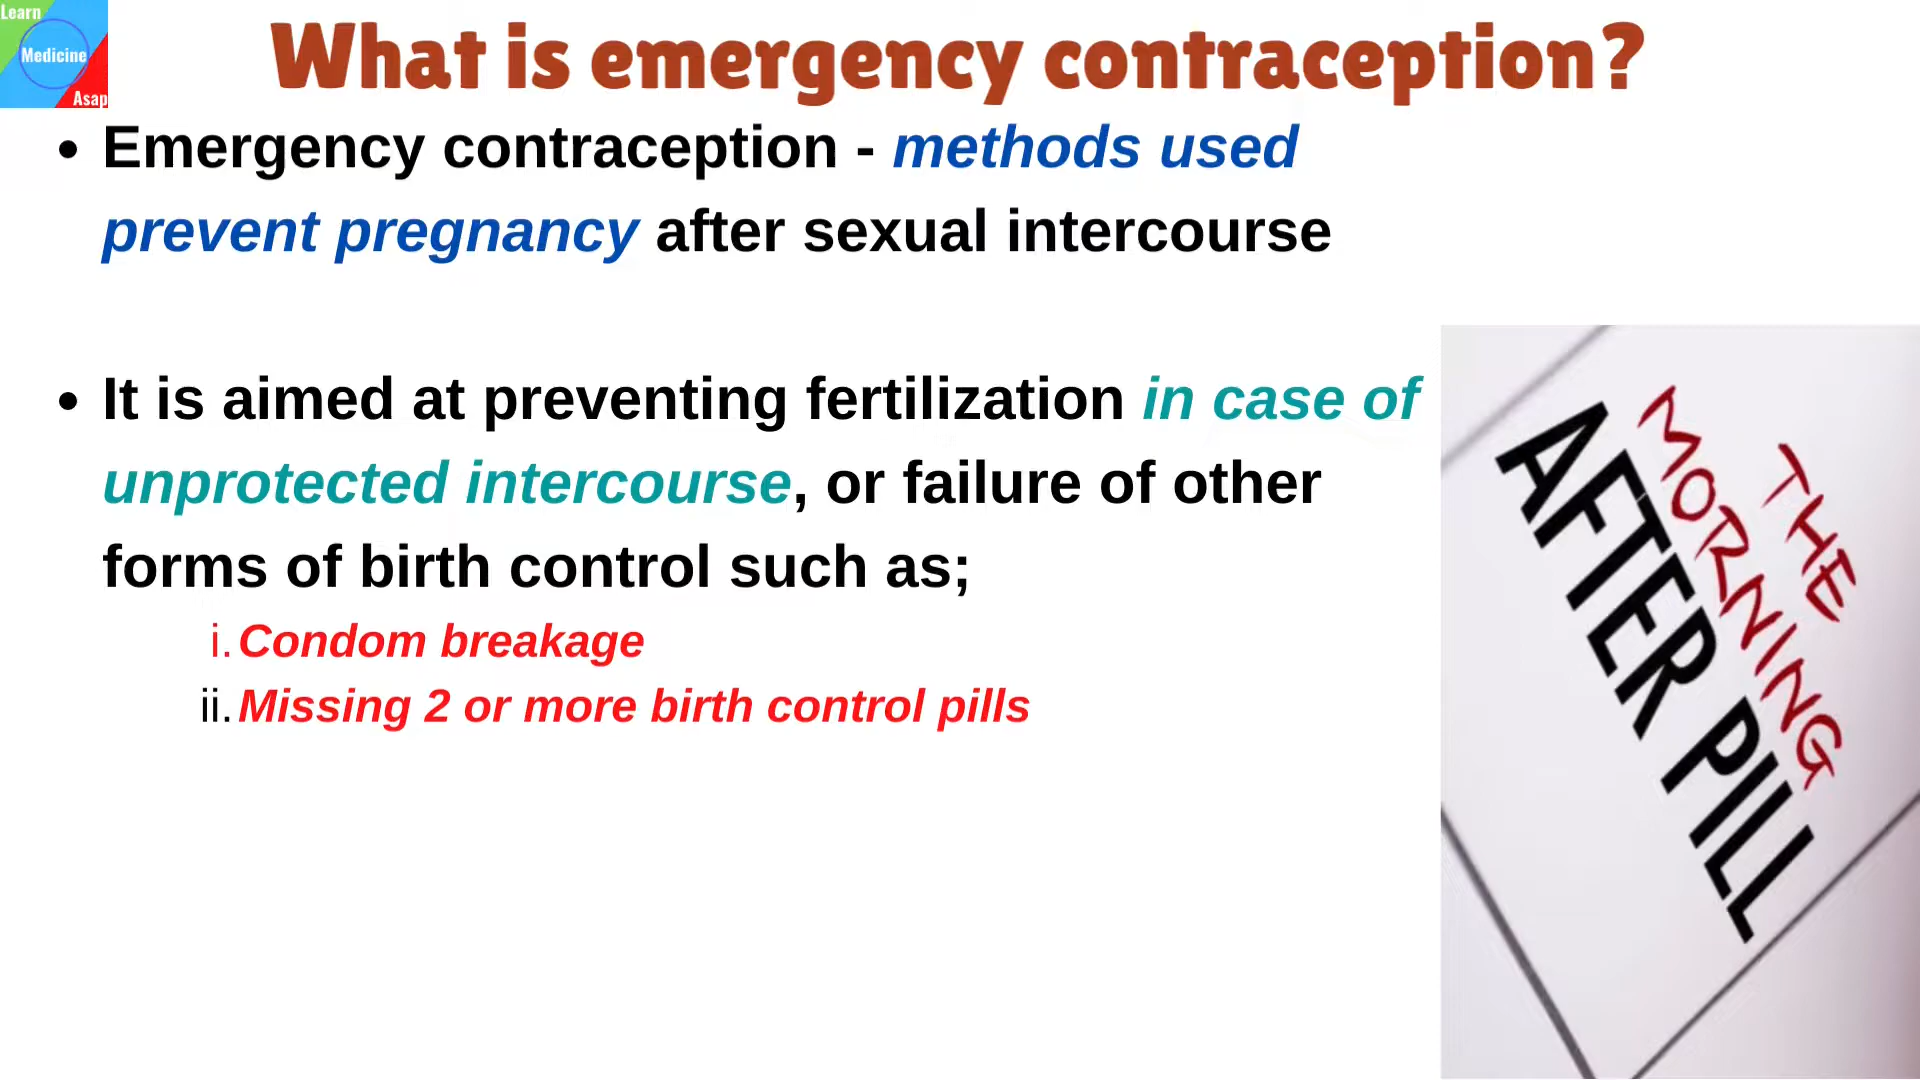 Learn
Medicine
Asap
What is emergency contraception?
• Emergency contraception - methods used
prevent pregnancy after sexual intercourse
• It is aimed at preventing fertilization in case of
unprotected intercourse, or failure of other
forms of birth control such as;
i. Condom breakage
ii. Missing 2 or more birth control pills
THE
MORNING
AFTER PILL